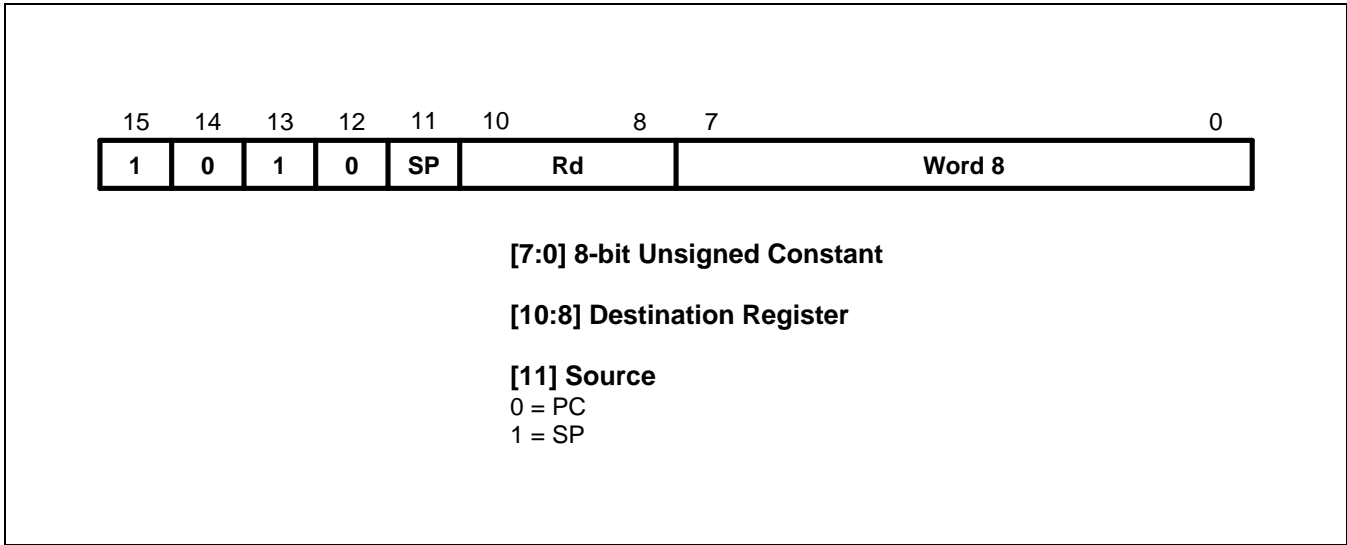 15 14 13 12 11 10 8 7 0
1 0 1 0 SP Rd Word 8
[7:0] 8-bit Unsigned Constant
[10:8] Destination Register
[11] Source
0 = PC
1 = SP